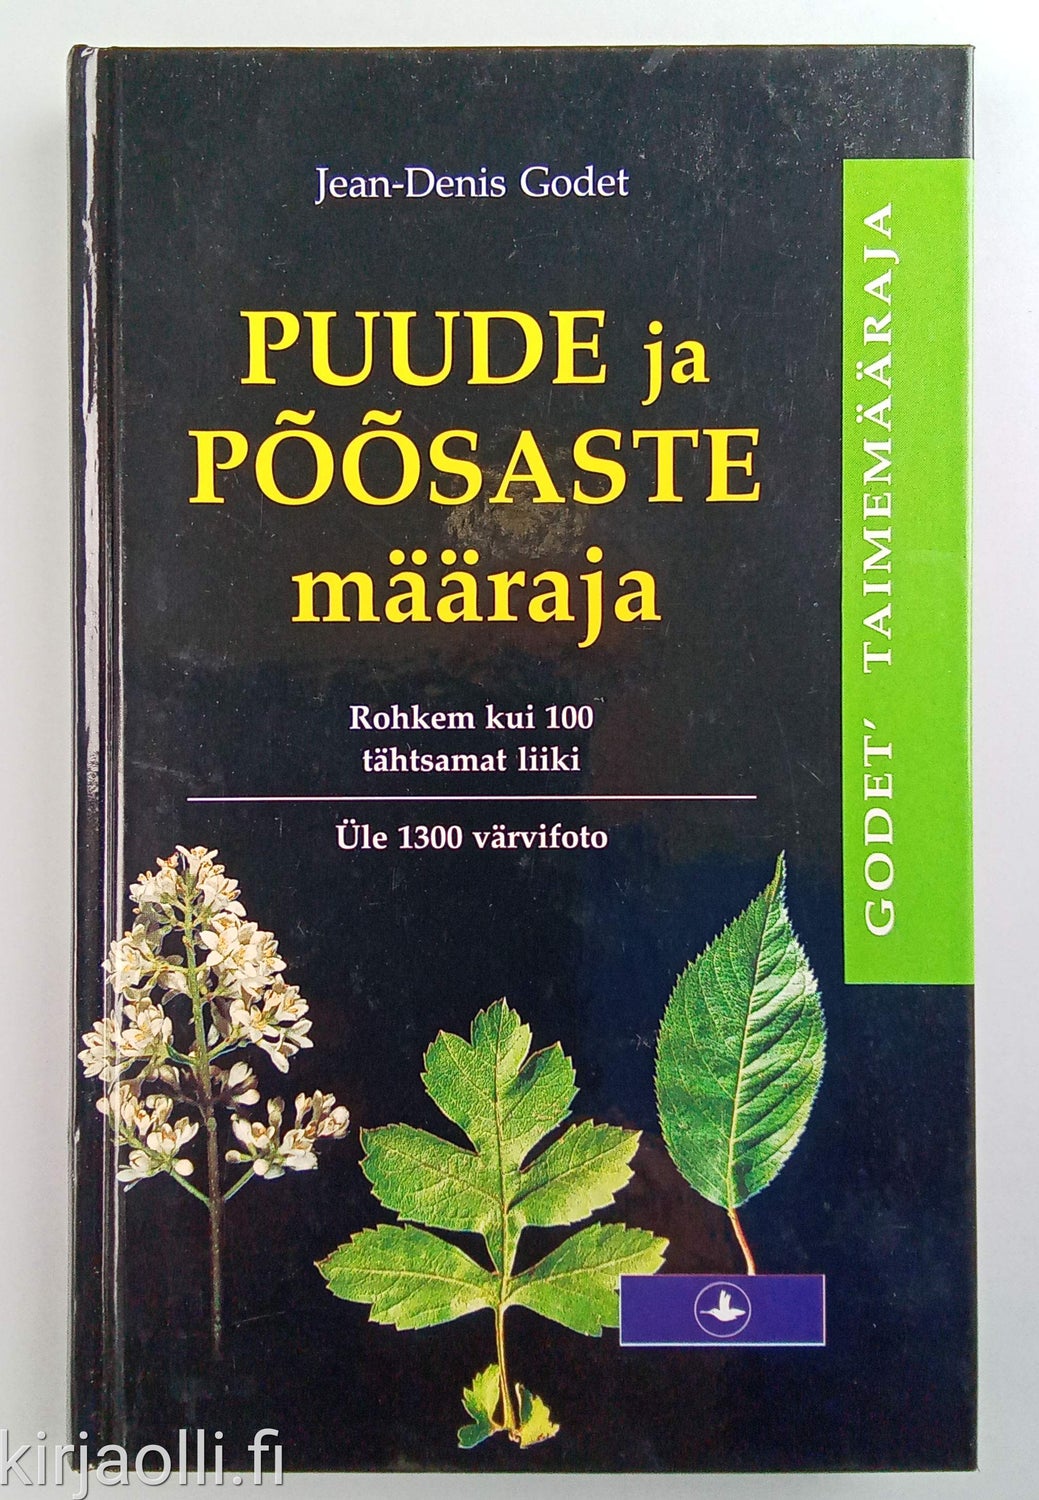 Jean-Denis Godet
PUUDE ja
PÕÕSASTE
määraja
Rohkem kui 100
tähtsamat liiki
Üle 1300 värvifoto
GODET’ TAIMEMÄÄRAJA
kirjaolli.fi